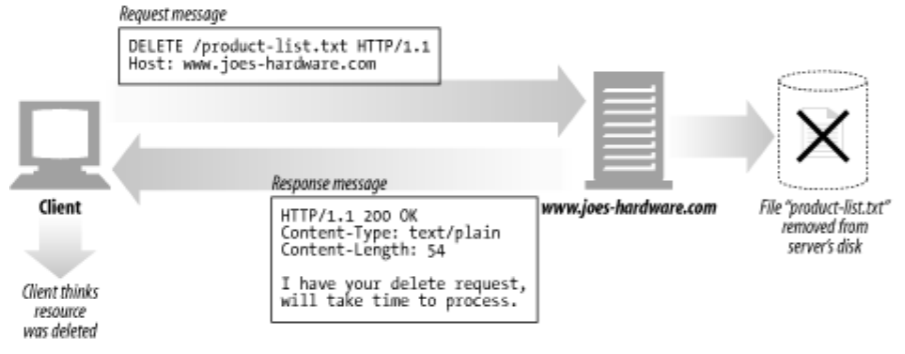 Request message
DELETE /product-list.txt HTTP/1.1
Host: www.joes-hardware.com
Client
Client thinks
resource
was deleted
Response message
HTTP/1.1 200 OK
Content-Type: text/plain
Content-Length: 54
I have your delete request,
will take time to process.
www.joes-hardware.com
File "product-list.txt"
removed from
server's disk